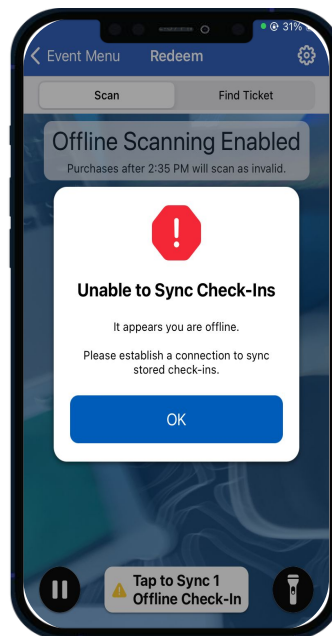 31%
Event Menu Redeem
Scan Find Ticket
Offline Scanning Enabled
Purchases after 2:35 PM will scan as invalid.
Unable to Sync Check-Ins
It appears you are offline.
Please establish a connection to sync
stored check-ins.
OK
Tap to Sync 1
Offline Check-In